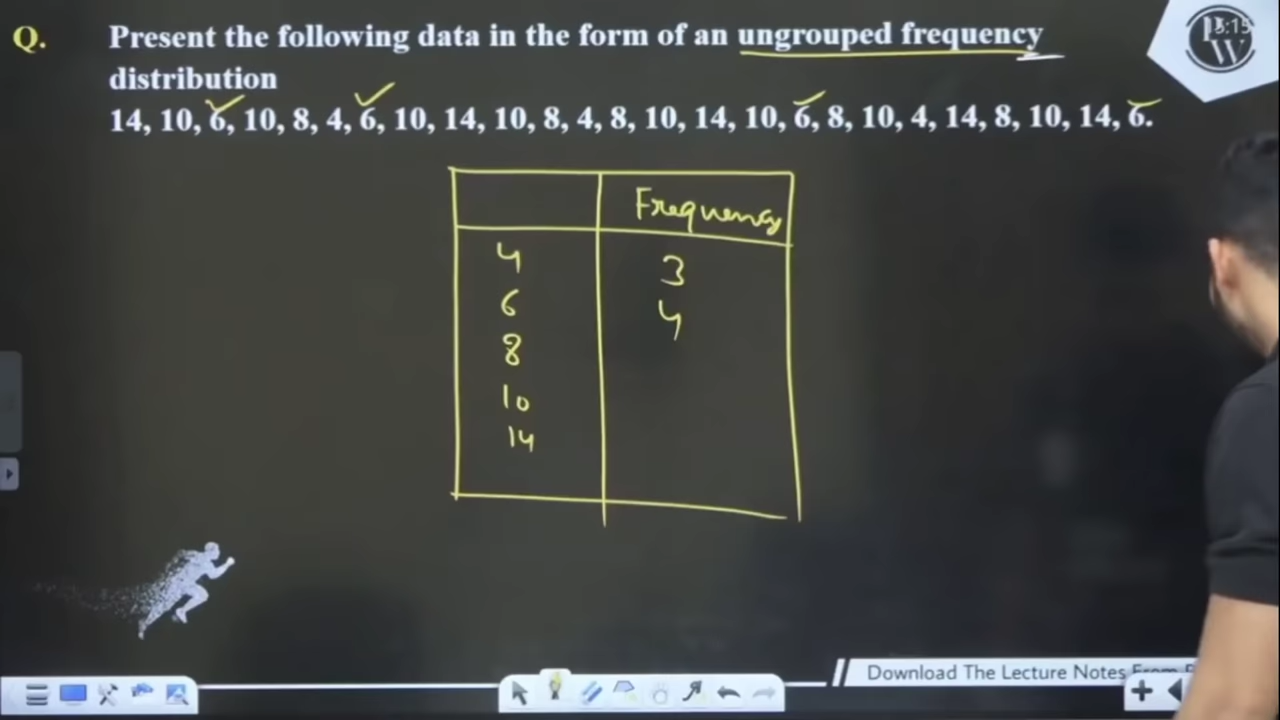 Q. Present the following data in the form of an ungrouped frequency
distribution
14, 10, 6, 10, 8, 4, 6, 10, 14, 10, 8, 4, 8, 10, 14, 10, 6, 8, 10, 4, 14, 8, 10, 14, 6.
Frequency
4 3
6 4
8
10
14
Download The Lecture Notes From